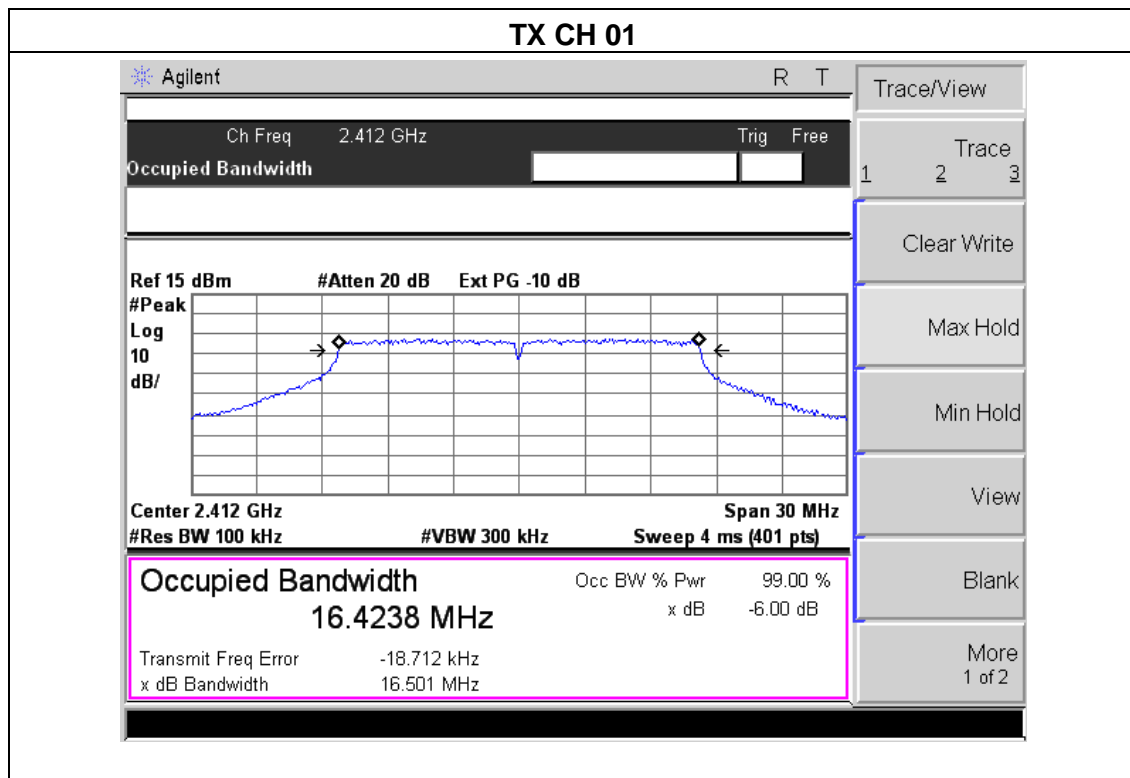 TX CH 01
Agilent R T
Trace/View
Ch Freq 2.412 GHz Trig Free
Occupied Bandwidth
Trace
1 2 3
Clear Write
Ref 15 dBm #Atten 20 dB Ext PG -10 dB
#Peak
Log
10
dB/
Max Hold
Min Hold
View
Center 2.412 GHz Span 30 MHz
#Res BW 100 kHz #VBW 300 kHz Sweep 4 ms (401 pts)
Occupied Bandwidth Occ BW % Pwr 99.00 %
16.4238 MHz x dB -6.00 dB
Blank
Transmit Freq Error -18.712 kHz
x dB Bandwidth 16.501 MHz
More
1 of 2